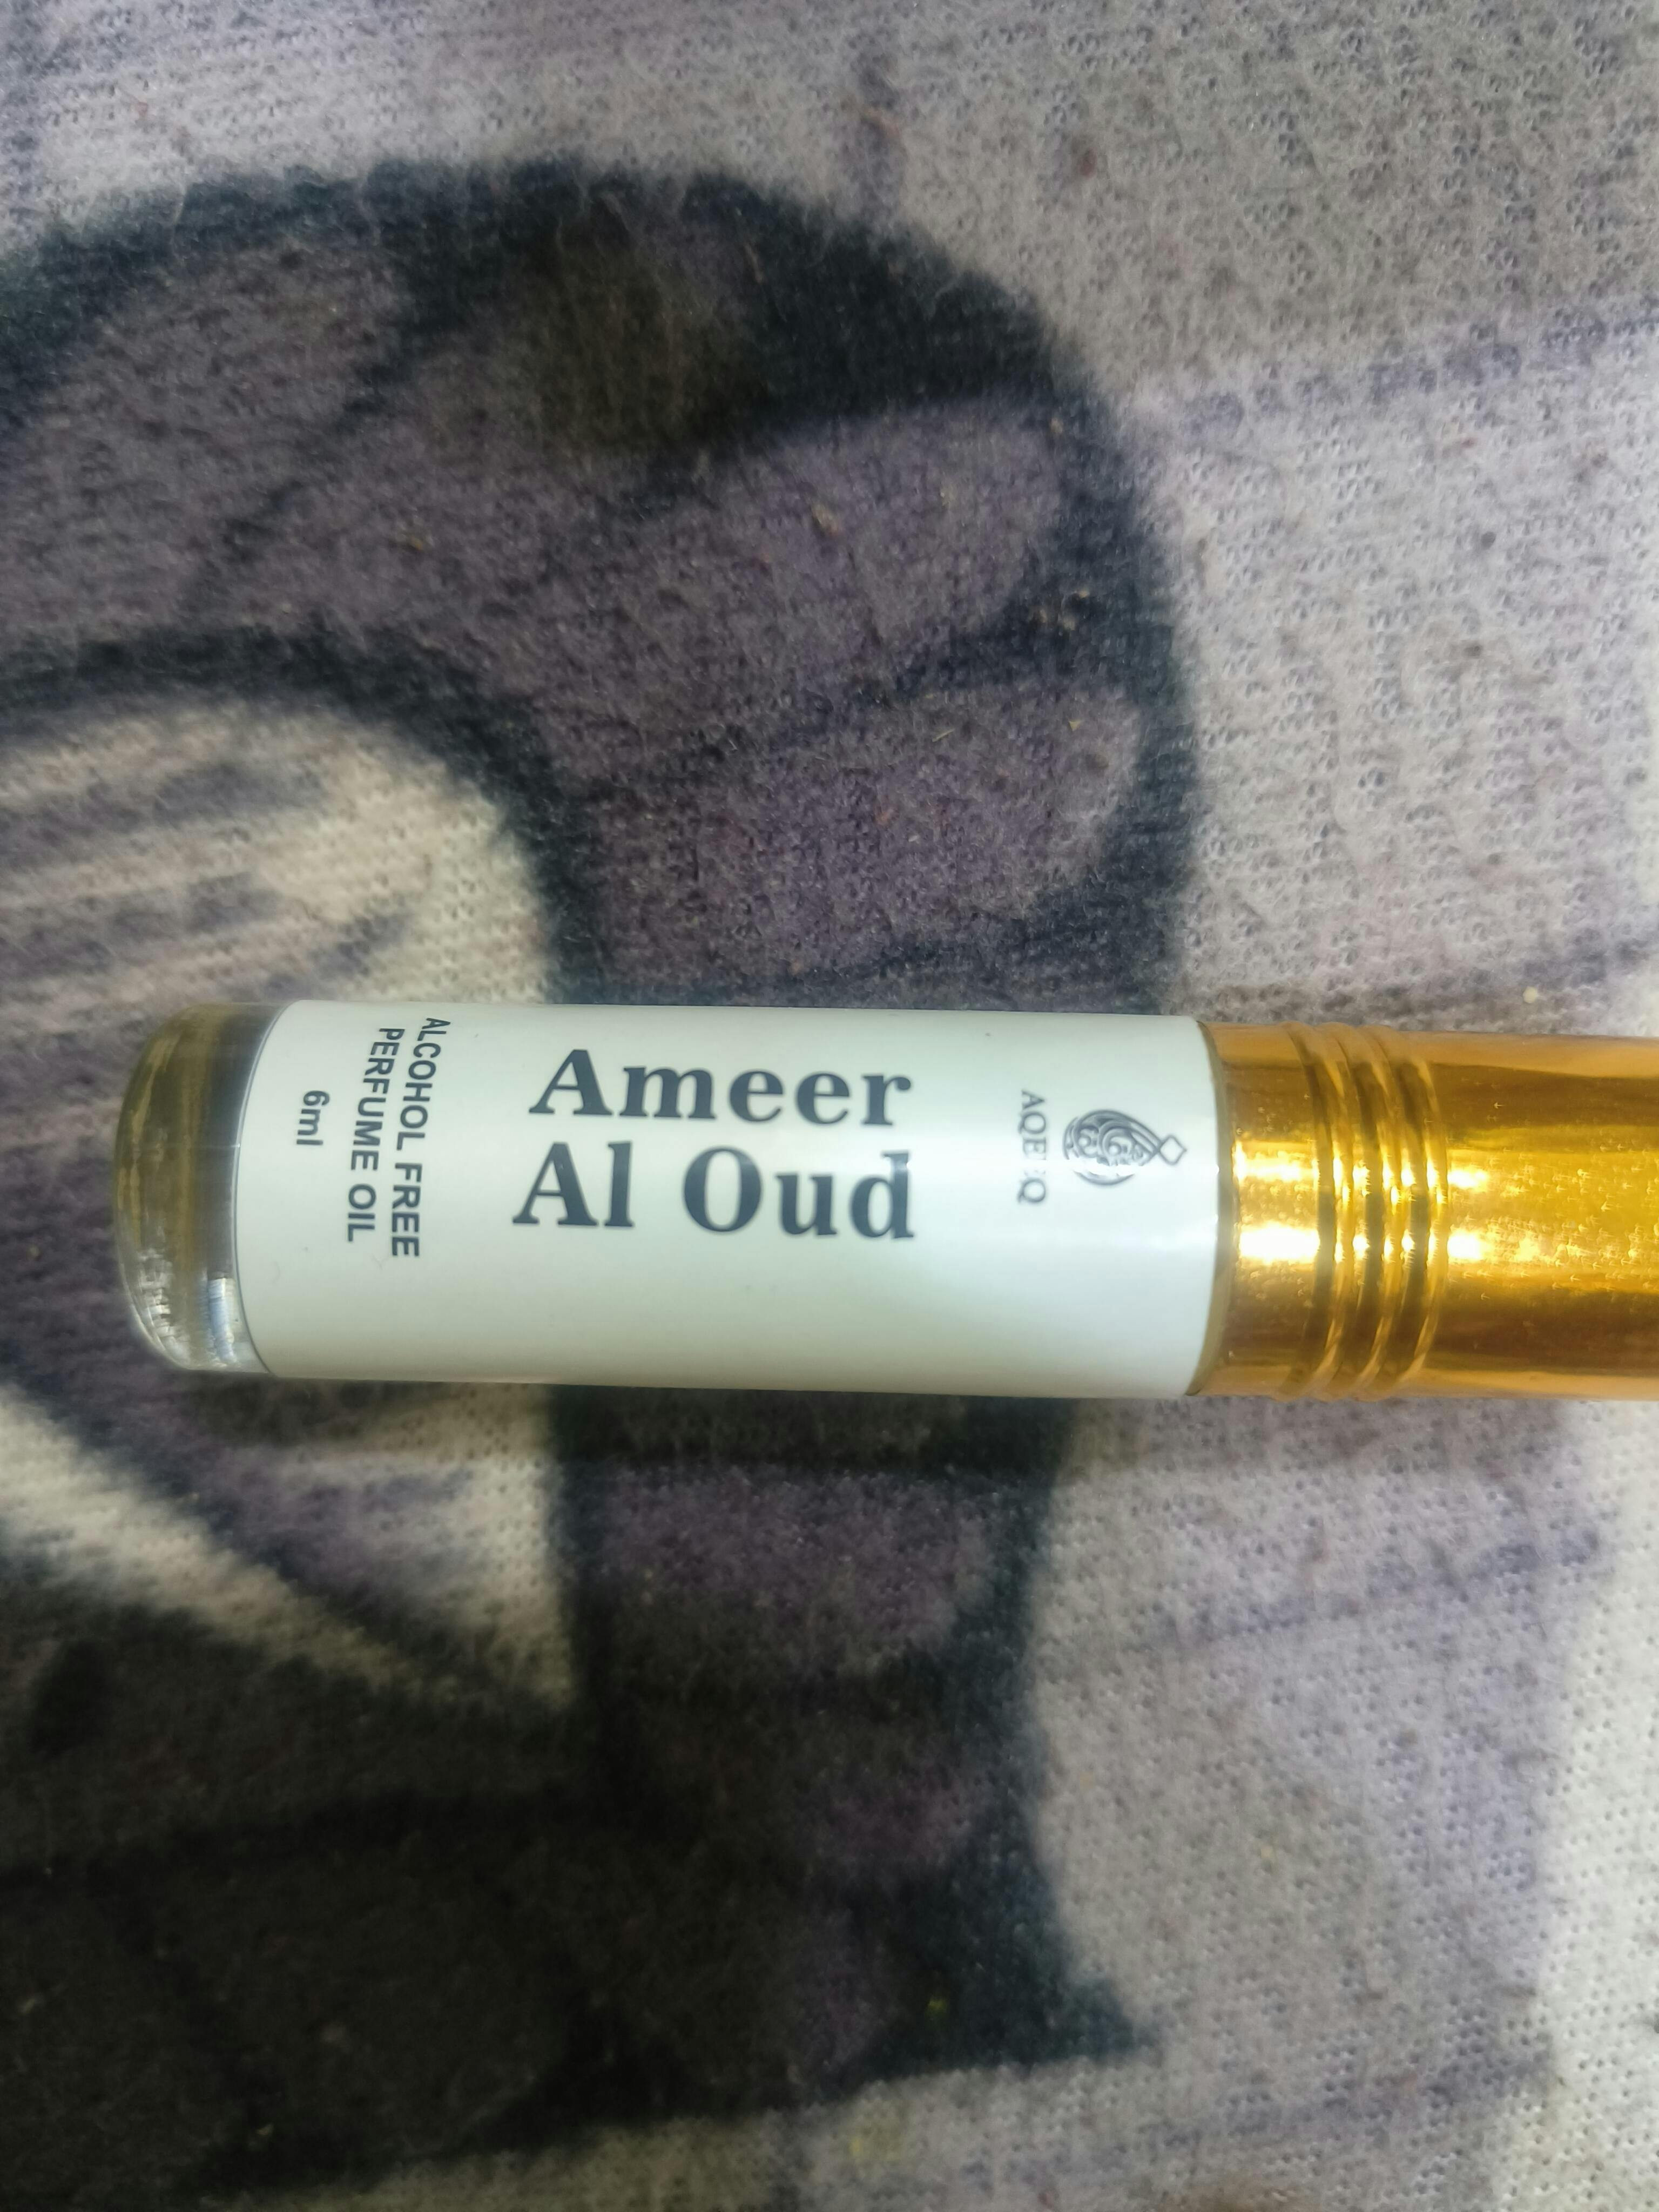 Ameer
Al Oud
ALCOHOL FREE
PERFUME OIL
6ml